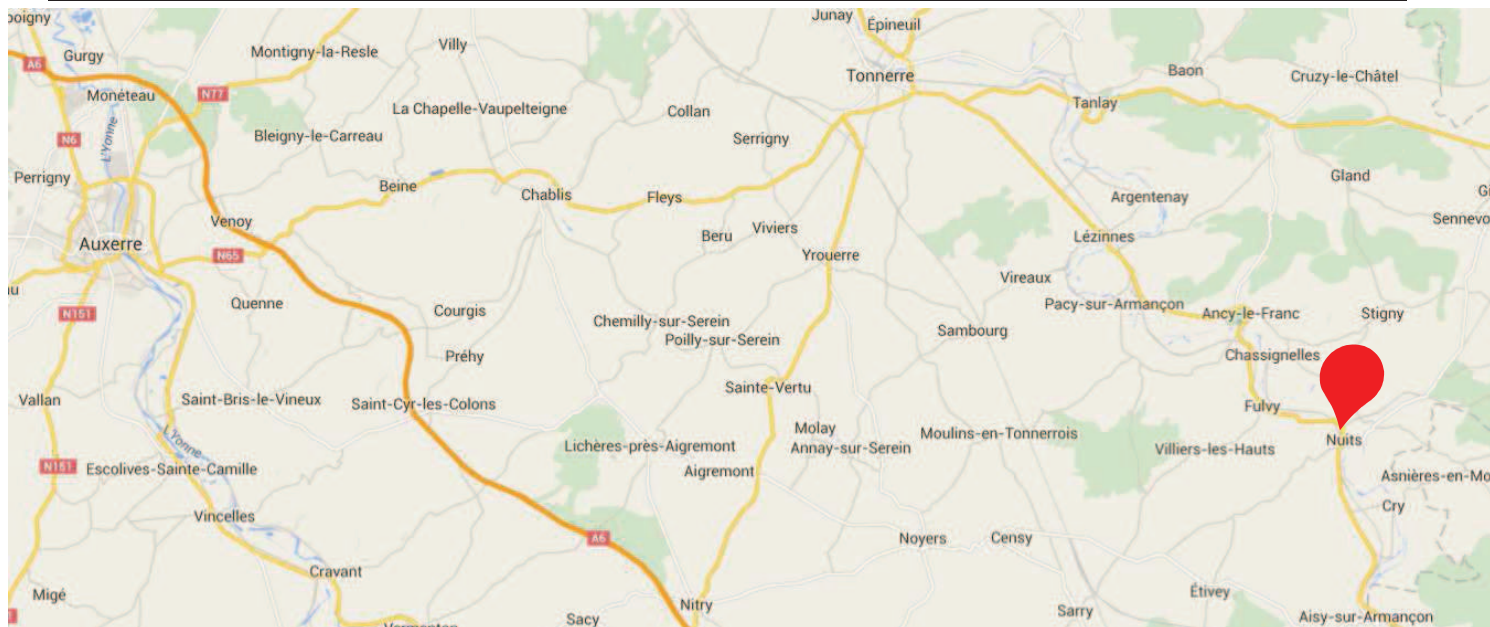 Junay
Épineuil
Gurgy
Montigny-la-Resle
Villy
A6
Tonnerre
Baon
Cruzy-le-Châtel
Monéteau
N77
La Chapelle-Vaupelteigne
Collan
Tanlay
L'Yonne
N6
Bleigny-le-Carreau
Serrigny
Perrigny
Beine
Chablis
Fleys
Argentenay
Gland
Venoy
Viviers
Beru
Lézinnes
Auxerre
N65
Yrouerre
Vireaux
Quenne
Courgis
Pacy-sur-Armançon
Ancy-le-Franc
Stigny
N151
Chemilly-sur-Serein
Poilly-sur-Serein
Sambourg
Préhy
Chassignelles
Sainte-Vertu
Vallan
Saint-Bris-le-Vineux
Saint-Cyr-les-Colons
Fulvy
L'Yonne
Molay
Moulins-en-Tonnerrois
Nuits
Lichères-près-Aigremont
Annay-sur-Serein
Villiers-les-Hauts
N151
Escolives-Sainte-Camille
Aigremont
Cry
Vincelles
A6
Noyers
Censy
Cravant
Migé
Nitry
Étivey
Sacy
Sarry
Aisy-sur-Armançon